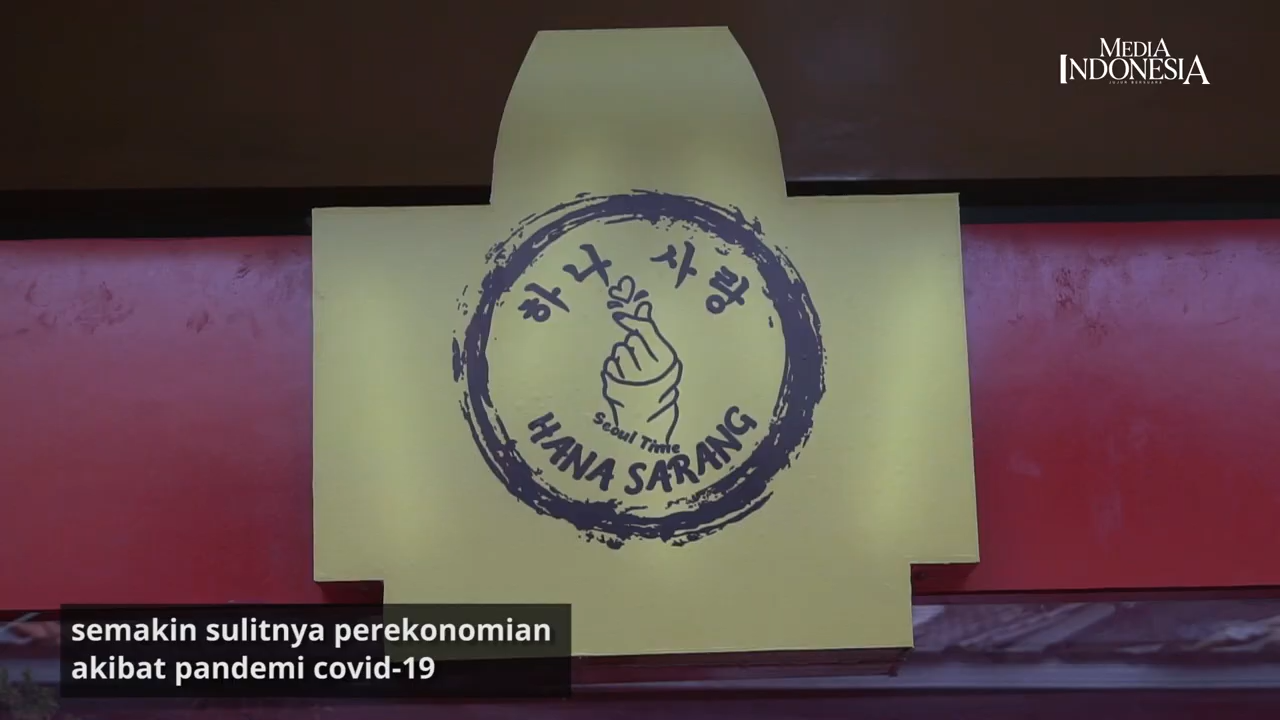 MEDIA
INDONESIA
하나 사랑
Seoul Time
HANA SARANG
semakin sulitnya perekonomian
akibat pandemi covid-19